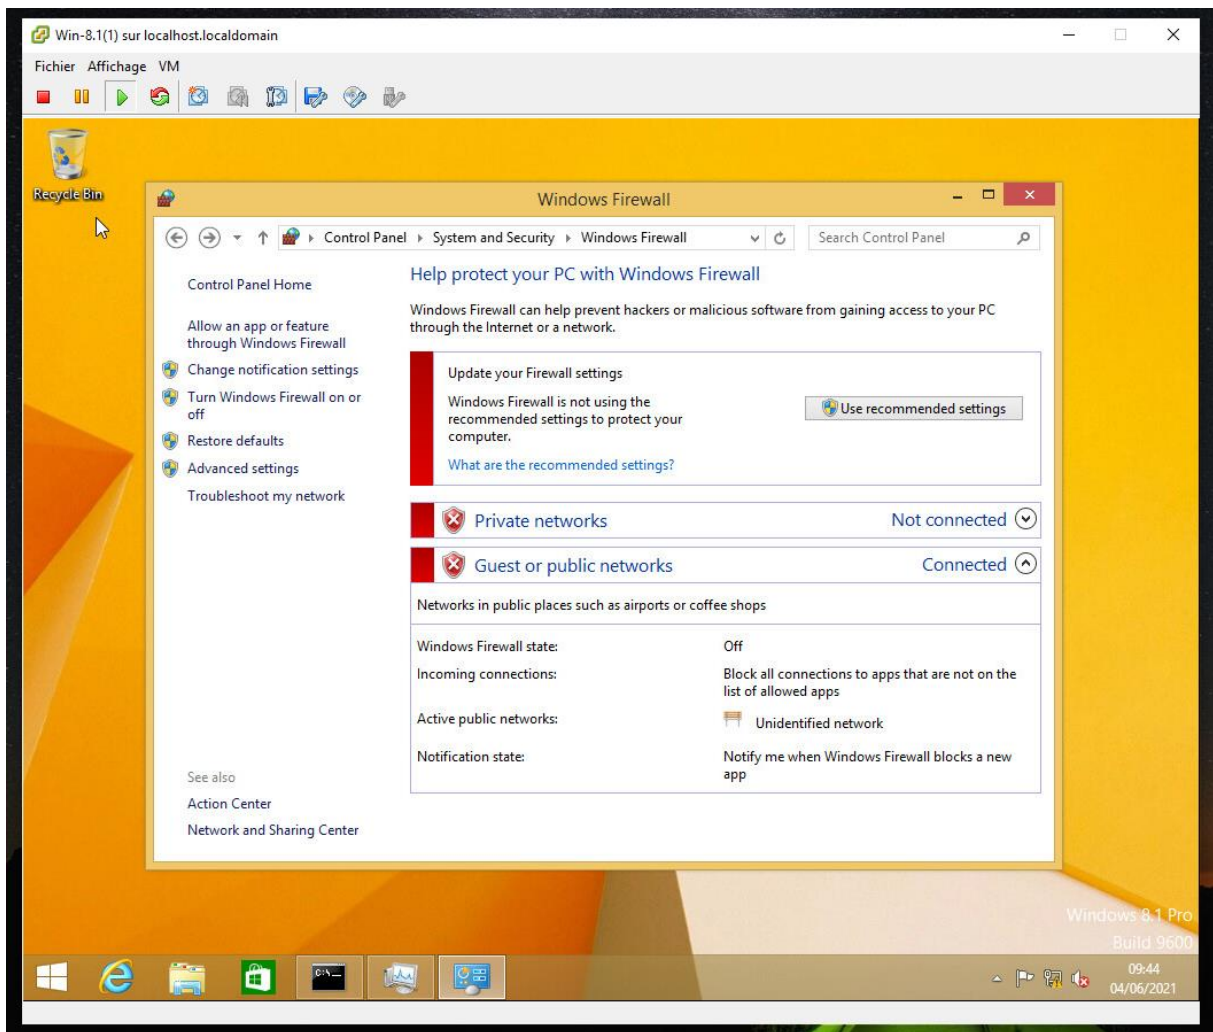 Win-8.1(1) sur localhost.localdomain
Fichier Affichage VM
Recycle Bin
Windows Firewall
Control Panel System and Security Windows Firewall
Search Control Panel
Control Panel Home
Allow an app or feature
through Windows Firewall
Change notification settings
Turn Windows Firewall on or
off
Restore defaults
Advanced settings
Troubleshoot my network
See also
Action Center
Network and Sharing Center
Help protect your PC with Windows Firewall
Windows Firewall can help prevent hackers or malicious software from gaining access to your PC
through the Internet or a network.
Update your Firewall settings
Windows Firewall is not using the
recommended settings to protect your
computer.
What are the recommended settings?
Use recommended settings
Private networks Not connected
Guest or public networks Connected
Networks in public places such as airports or coffee shops
Windows Firewall state: Off
Incoming connections: Block all connections to apps that are not on the
list of allowed apps
Active public networks: Unidentified network
Notification state: Notify me when Windows Firewall blocks a new
app
Windows 8.1 Pro
Build 9600
C:\_
09:44
04/06/2021